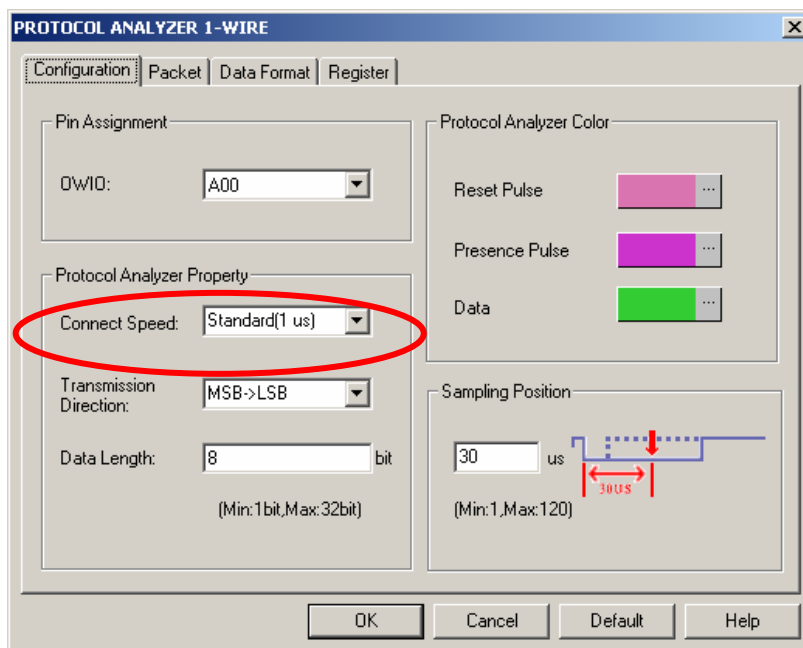 PROTOCOL ANALYZER 1-WIRE
Configuration Packet Data Format Register
Pin Assignment
OWIO: A00
Protocol Analyzer Property
Connect Speed: Standard(1 us)
Transmission
Direction: MSB->LSB
Data Length: 8 bit
(Min:1bit,Max:32bit)
Protocol Analyzer Color
Reset Pulse ...
Presence Pulse ...
Data ...
Sampling Position
30 us
30US
(Min:1,Max:120)
OK Cancel Default Help